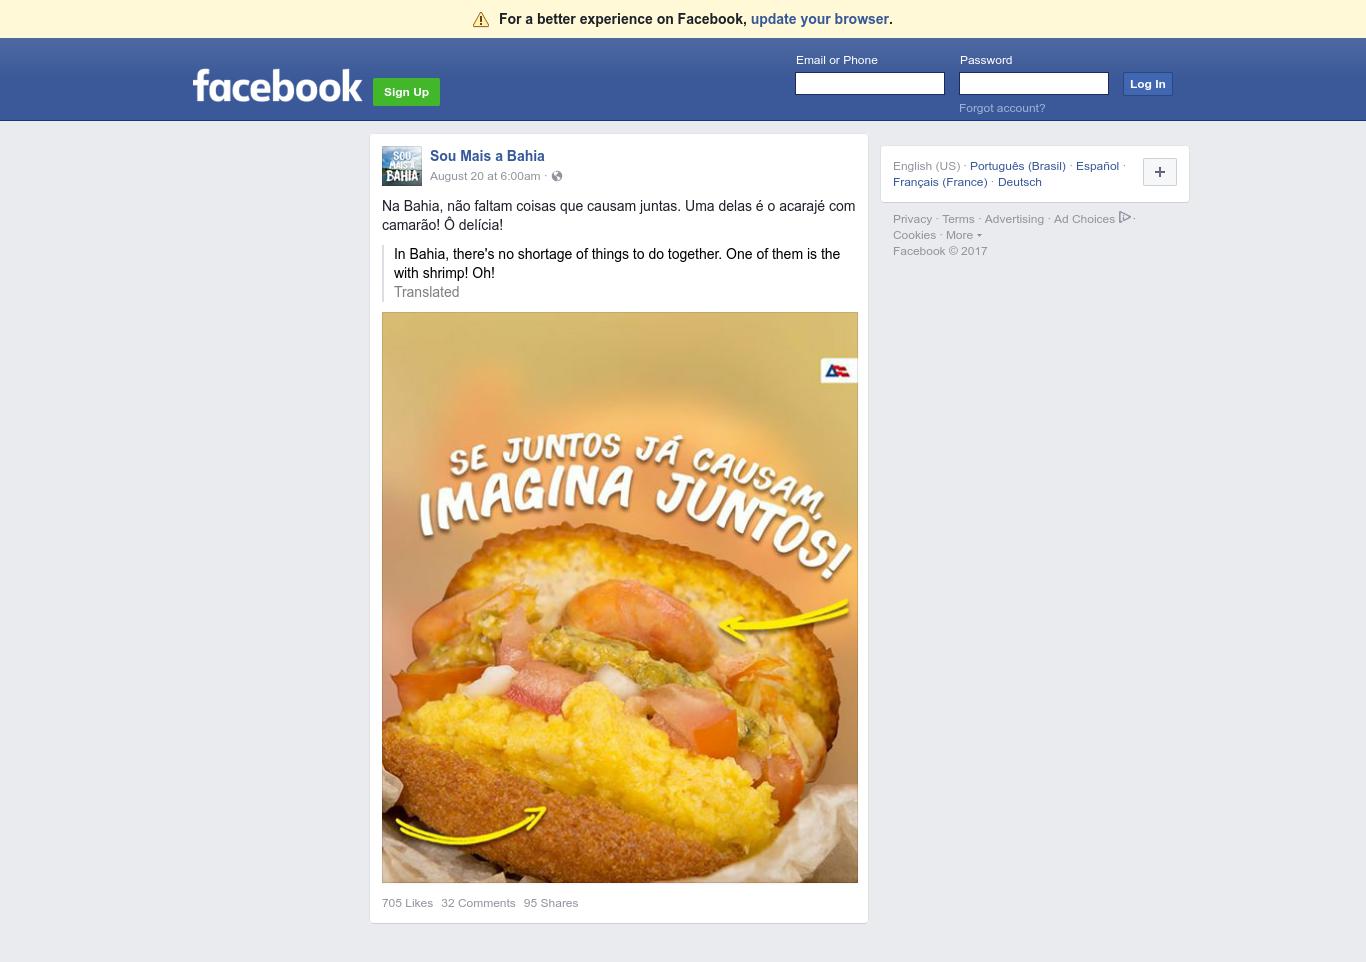 For a better experience on Facebook, update your browser.
facebook
Sign Up
Email or Phone
Password
Log In
Forgot account?
SOU
MAIS A
BAHIA
Sou Mais a Bahia
August 20 at 6:00am ·
Na Bahia, não faltam coisas que causam juntas. Uma delas é o acarajé com
camarão! Ô delícia!
In Bahia, there's no shortage of things to do together. One of them is the
with shrimp! Oh!
Translated
SE JUNTOS JÁ CAUSAM,
IMAGINA JUNTOS!
705 Likes 32 Comments 95 Shares
English (US) · Português (Brasil) · Español ·
Français (France) · Deutsch
+
Privacy · Terms · Advertising · Ad Choices ·
Cookies · More
Facebook © 2017